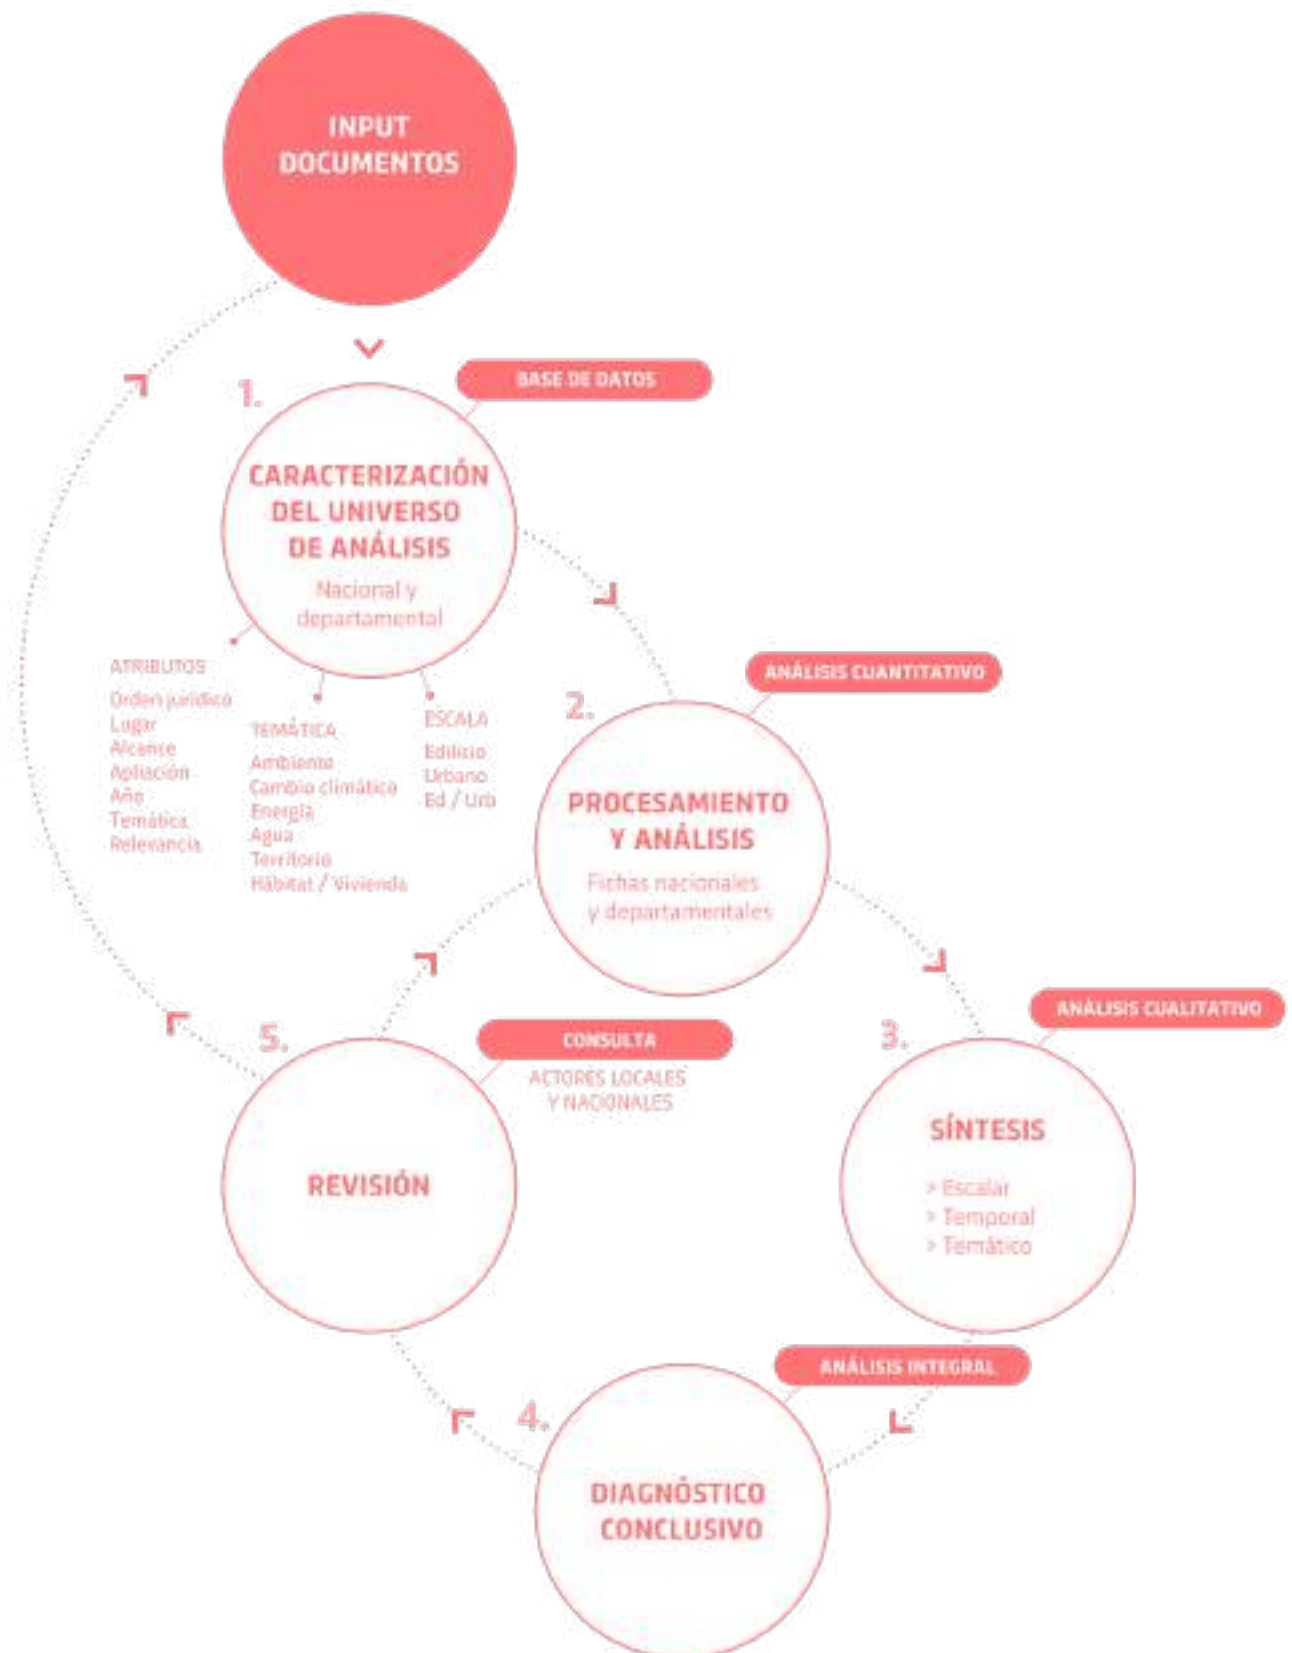 INPUT
DOCUMENTOS
BASE DE DATOS
1.
CARACTERIZACIÓN
DEL UNIVERSO
DE ANÁLISIS
Nacional y
departamental
ATRIBUTOS
Orden jurídico
Lugar
Alcance
Apliación
Año
Temática
Relevancia
TEMÁTICA
Ambiente
Cambio climático
Energía
Agua
Territorio
Hábitat / Vivienda
ESCALA
Edilicio
Urbano
Ed / Urb
ANÁLISIS CUANTITATIVO
2.
PROCESAMIENTO
Y ANÁLISIS
Fichas nacionales
y departamentales
ANÁLISIS CUALITATIVO
3.
SÍNTESIS
> Escalar
> Temporal
> Temático
ANÁLISIS INTEGRAL
4.
DIAGNÓSTICO
CONCLUSIVO
5.
CONSULTA
ACTORES LOCALES
Y NACIONALES
REVISIÓN